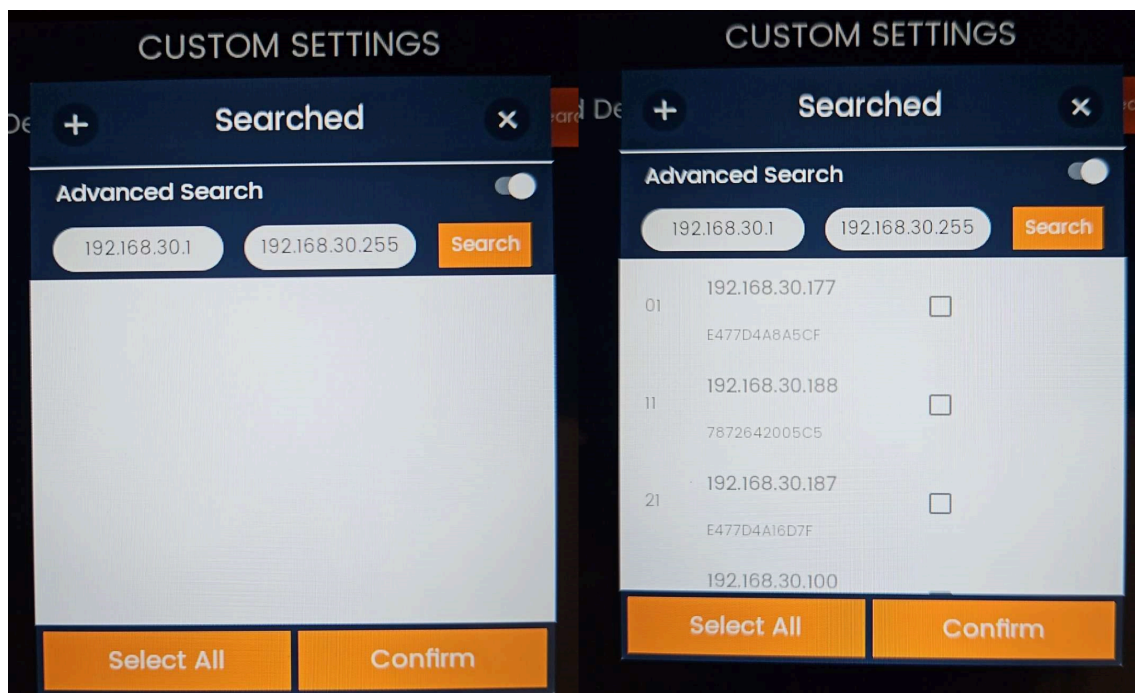 CUSTOM SETTINGS
De
+ Searched ×
Advanced Search
192.168.30.1 192.168.30.255 Search
Select All Confirm
CUSTOM SETTINGS
De
+ Searched ×
Advanced Search
192.168.30.1 192.168.30.255 Search
01 192.168.30.177
E477D4A8A5CF
11 192.168.30.188
7872642005C5
21 192.168.30.187
E477D4A16D7F
192.168.30.100
Select All Confirm